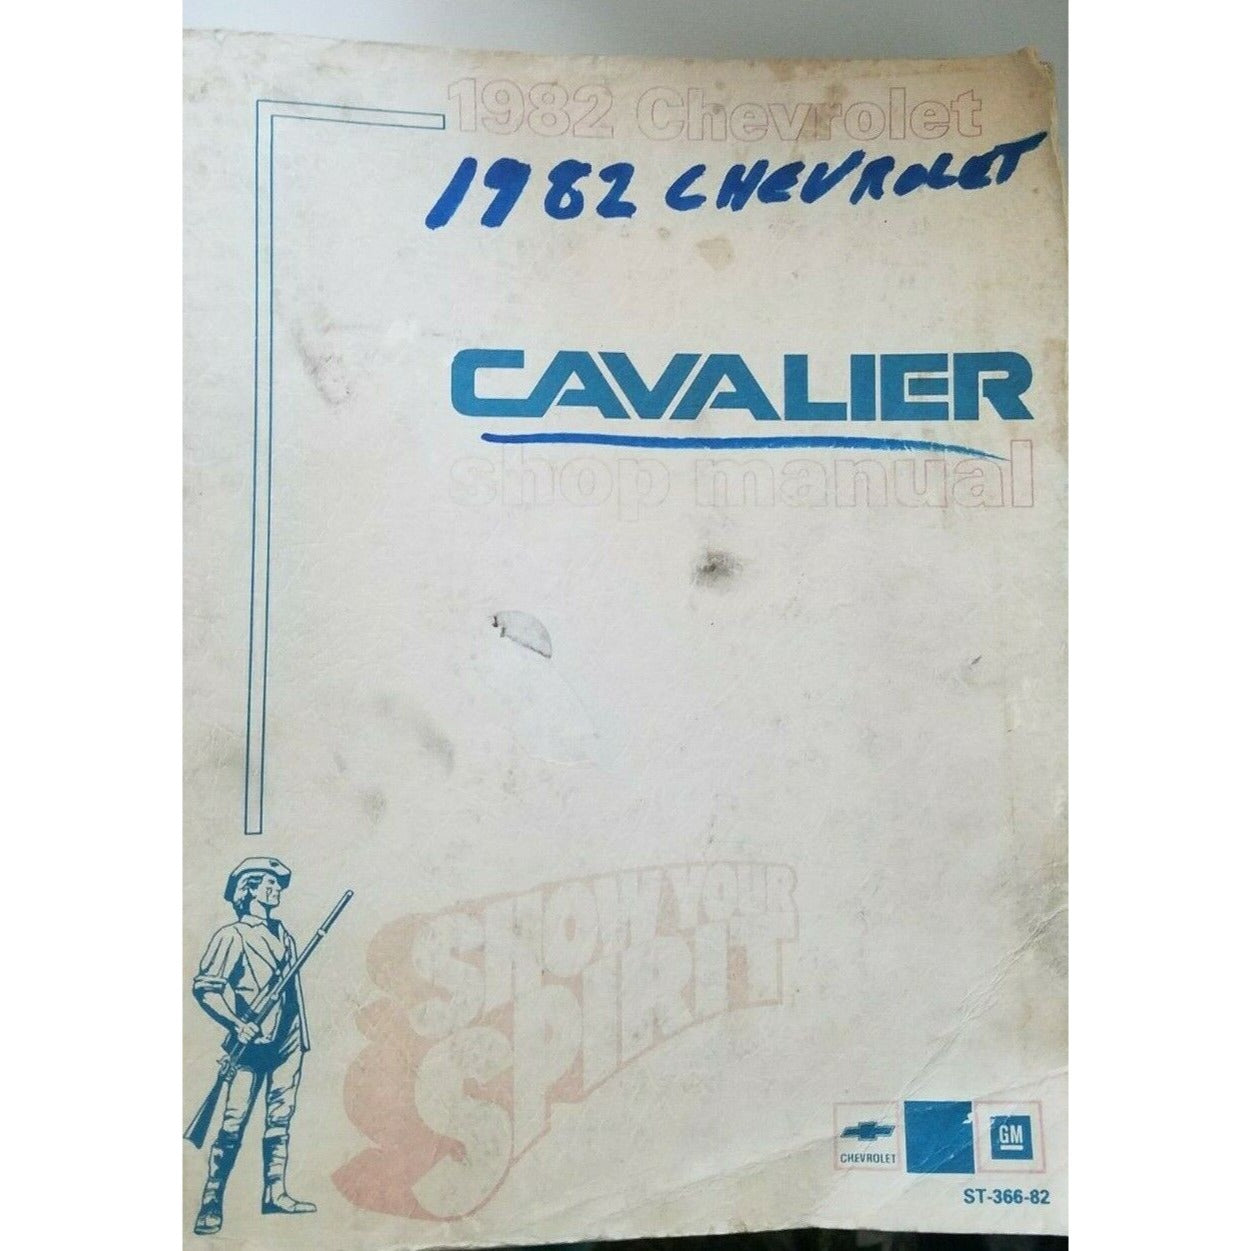 1982 Chevrolet
1982 CHEVROLET
CAVALIER
shop manual
SHOW YOUR
SPIRIT
CHEVROLET
GM
ST-366-82